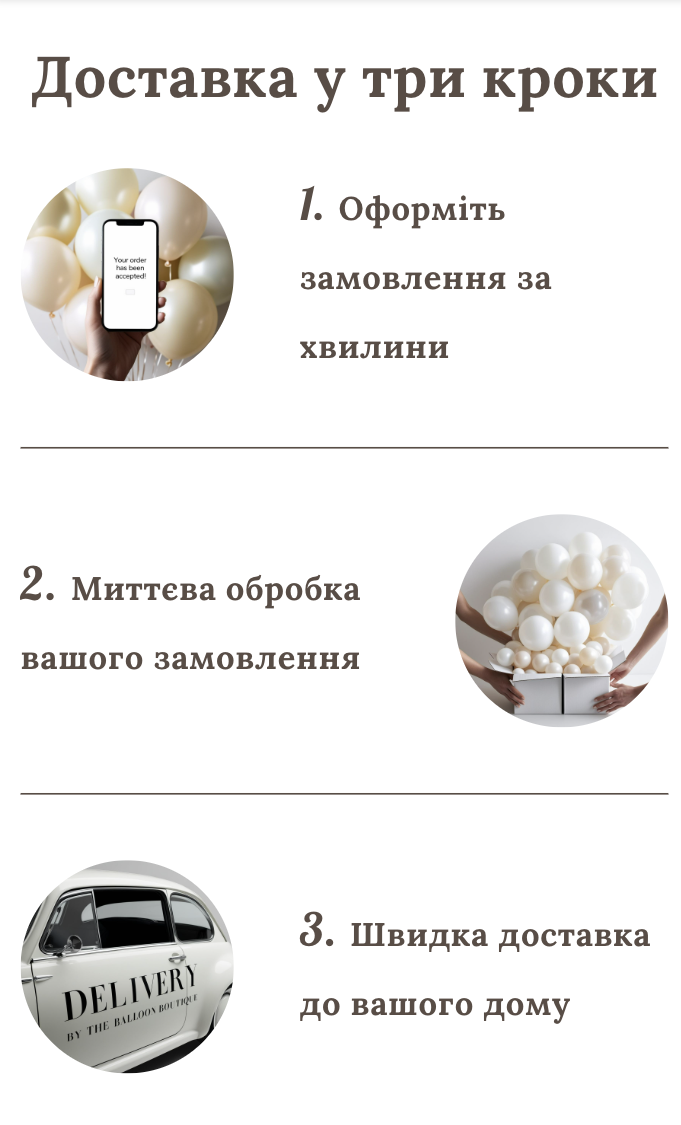 Доставка у три кроки
Your order
has been
accepted!
1. Оформіть
замовлення за
хвилини
2. Миттєва обробка
вашого замовлення
DELIVERY
BY THE BALLOON BOUTIQUE
3. Швидка доставка
до вашого дому